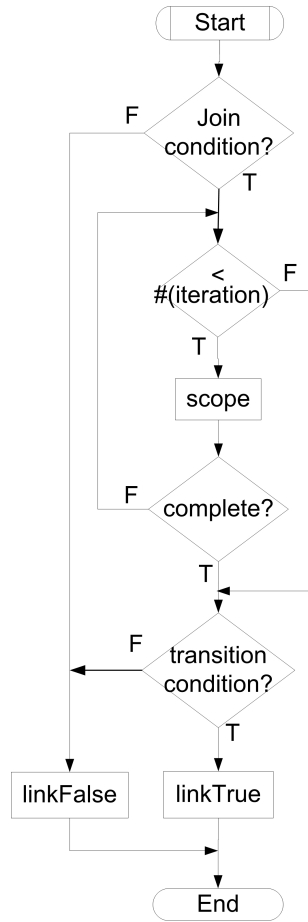 Start
F
Join
condition?
T
<
#(iteration)
F
T
scope
F
complete?
T
F
transition
condition?
T
linkFalse
linkTrue
End